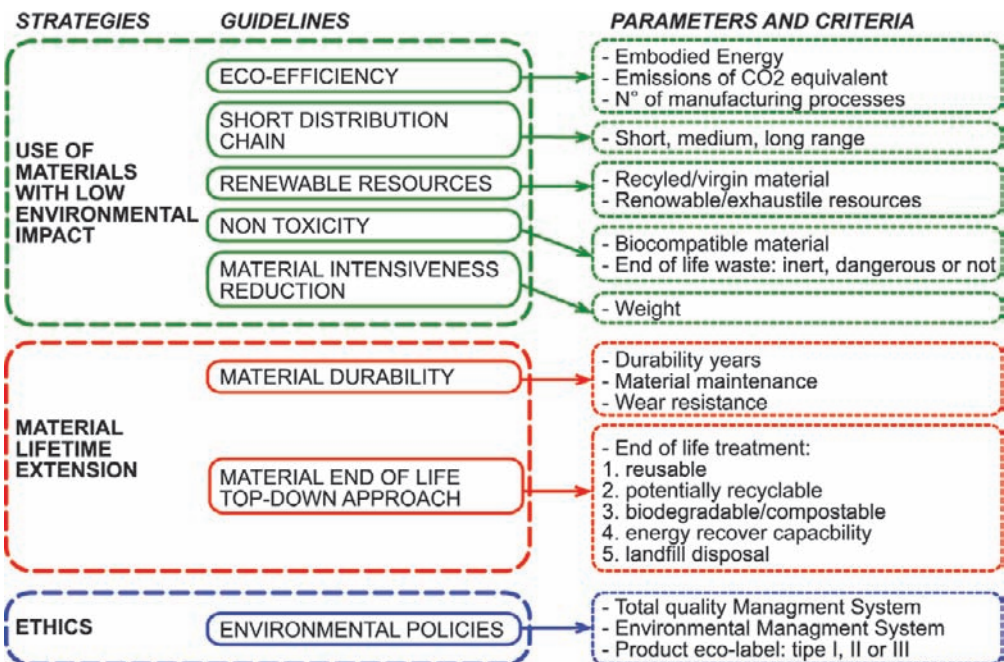 STRATEGIES GUIDELINES PARAMETERS AND CRITERIA
USE OF
MATERIALS
WITH LOW
ENVIRONMENTAL
IMPACT
ECO-EFFICIENCY
- Embodied Energy
- Emissions of CO2 equivalent
- N° of manufacturing processes
SHORT DISTRIBUTION
CHAIN
- Short, medium, long range
RENEWABLE RESOURCES
- Recyled/virgin material
- Renowable/exhaustile resources
NON TOXICITY
- Biocompatible material
- End of life waste: inert, dangerous or not
MATERIAL INTENSIVENESS
REDUCTION
- Weight
MATERIAL
LIFETIME
EXTENSION
MATERIAL DURABILITY
- Durability years
- Material maintenance
- Wear resistance
MATERIAL END OF LIFE
TOP-DOWN APPROACH
- End of life treatment:
1. reusable
2. potentially recyclable
3. biodegradable/compostable
4. energy recover capacbility
5. landfill disposal
ETHICS
ENVIRONMENTAL POLICIES
- Total quality Managment System
- Environmental Managment System
- Product eco-label: tipe I, II or III